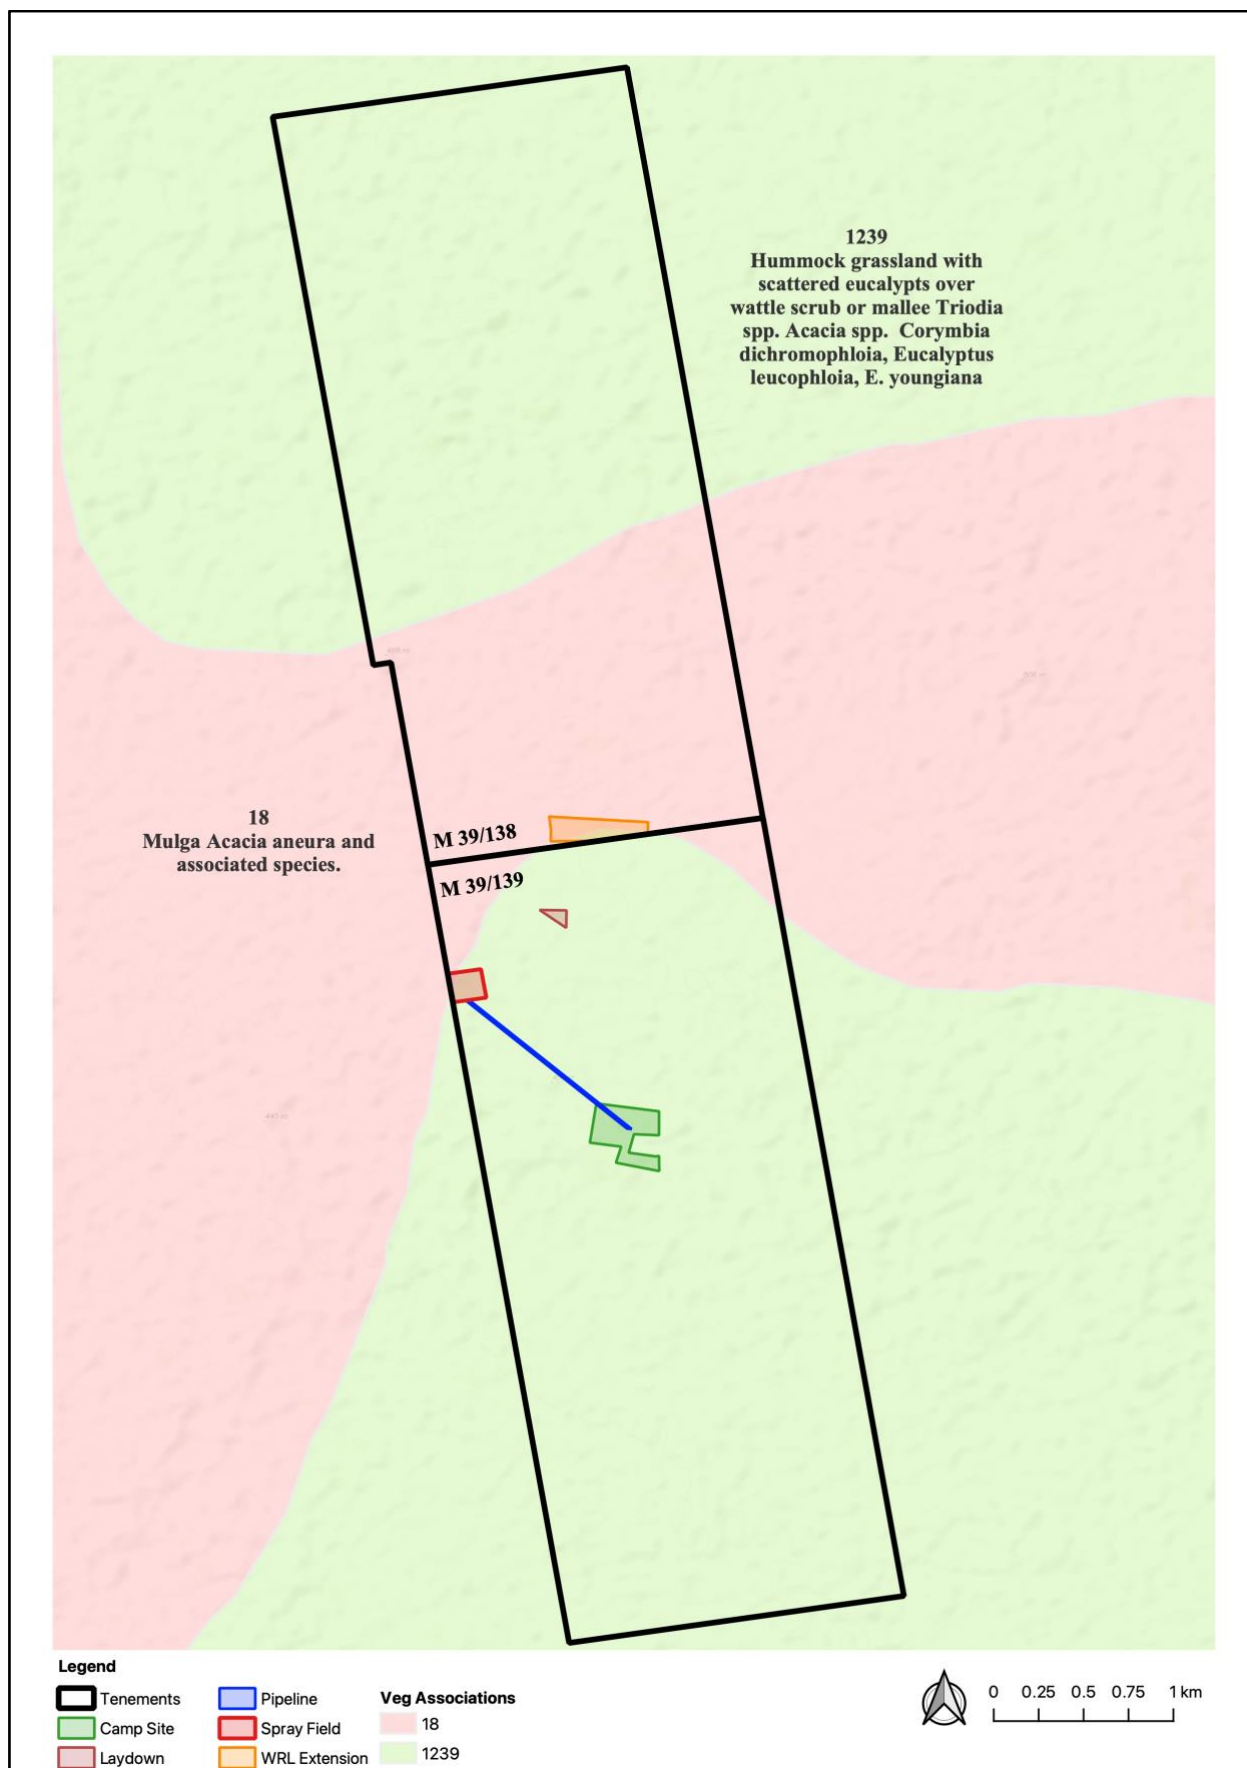 1239
Hummock grassland with
scattered eucalypts over
wattle scrub or mallee Triodia
spp. Acacia spp. Corymbia
dichromophloia, Eucalyptus
leucophloia, E. youngiana
18
Mulga Acacia aneura and
associated species.
M 39/138
M 39/139
Legend
Tenements
Camp Site
Laydown
Pipeline
Spray Field
WRL Extension
Veg Associations
18
1239
0 0.25 0.5 0.75 1 km